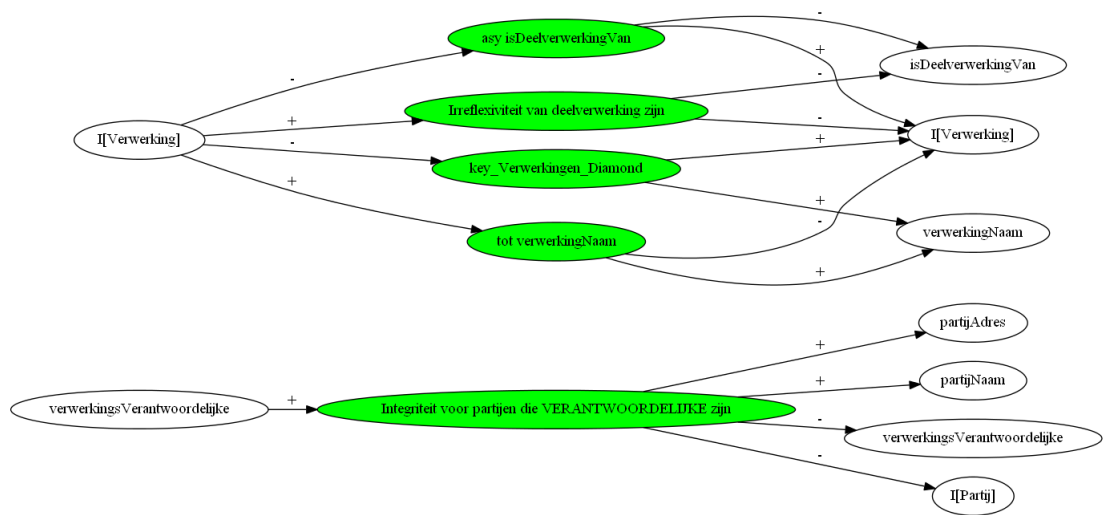 -
asy isDeelverwerkingVan
+
isDeelverwerkingVan
-
-
Irreflexiviteit van deelverwerking zijn
+
-
I[Verwerking]
I[Verwerking]
-
+
key_Verwerkingen_Diamond
+
+
-
verwerkingNaam
tot verwerkingNaam
+
partijAdres
+
+
partijNaam
verwerkingsVerantwoordelijke
+
Integriteit voor partijen die VERANTWOORDELIJKE zijn
-
verwerkingsVerantwoordelijke
-
I[Partij]